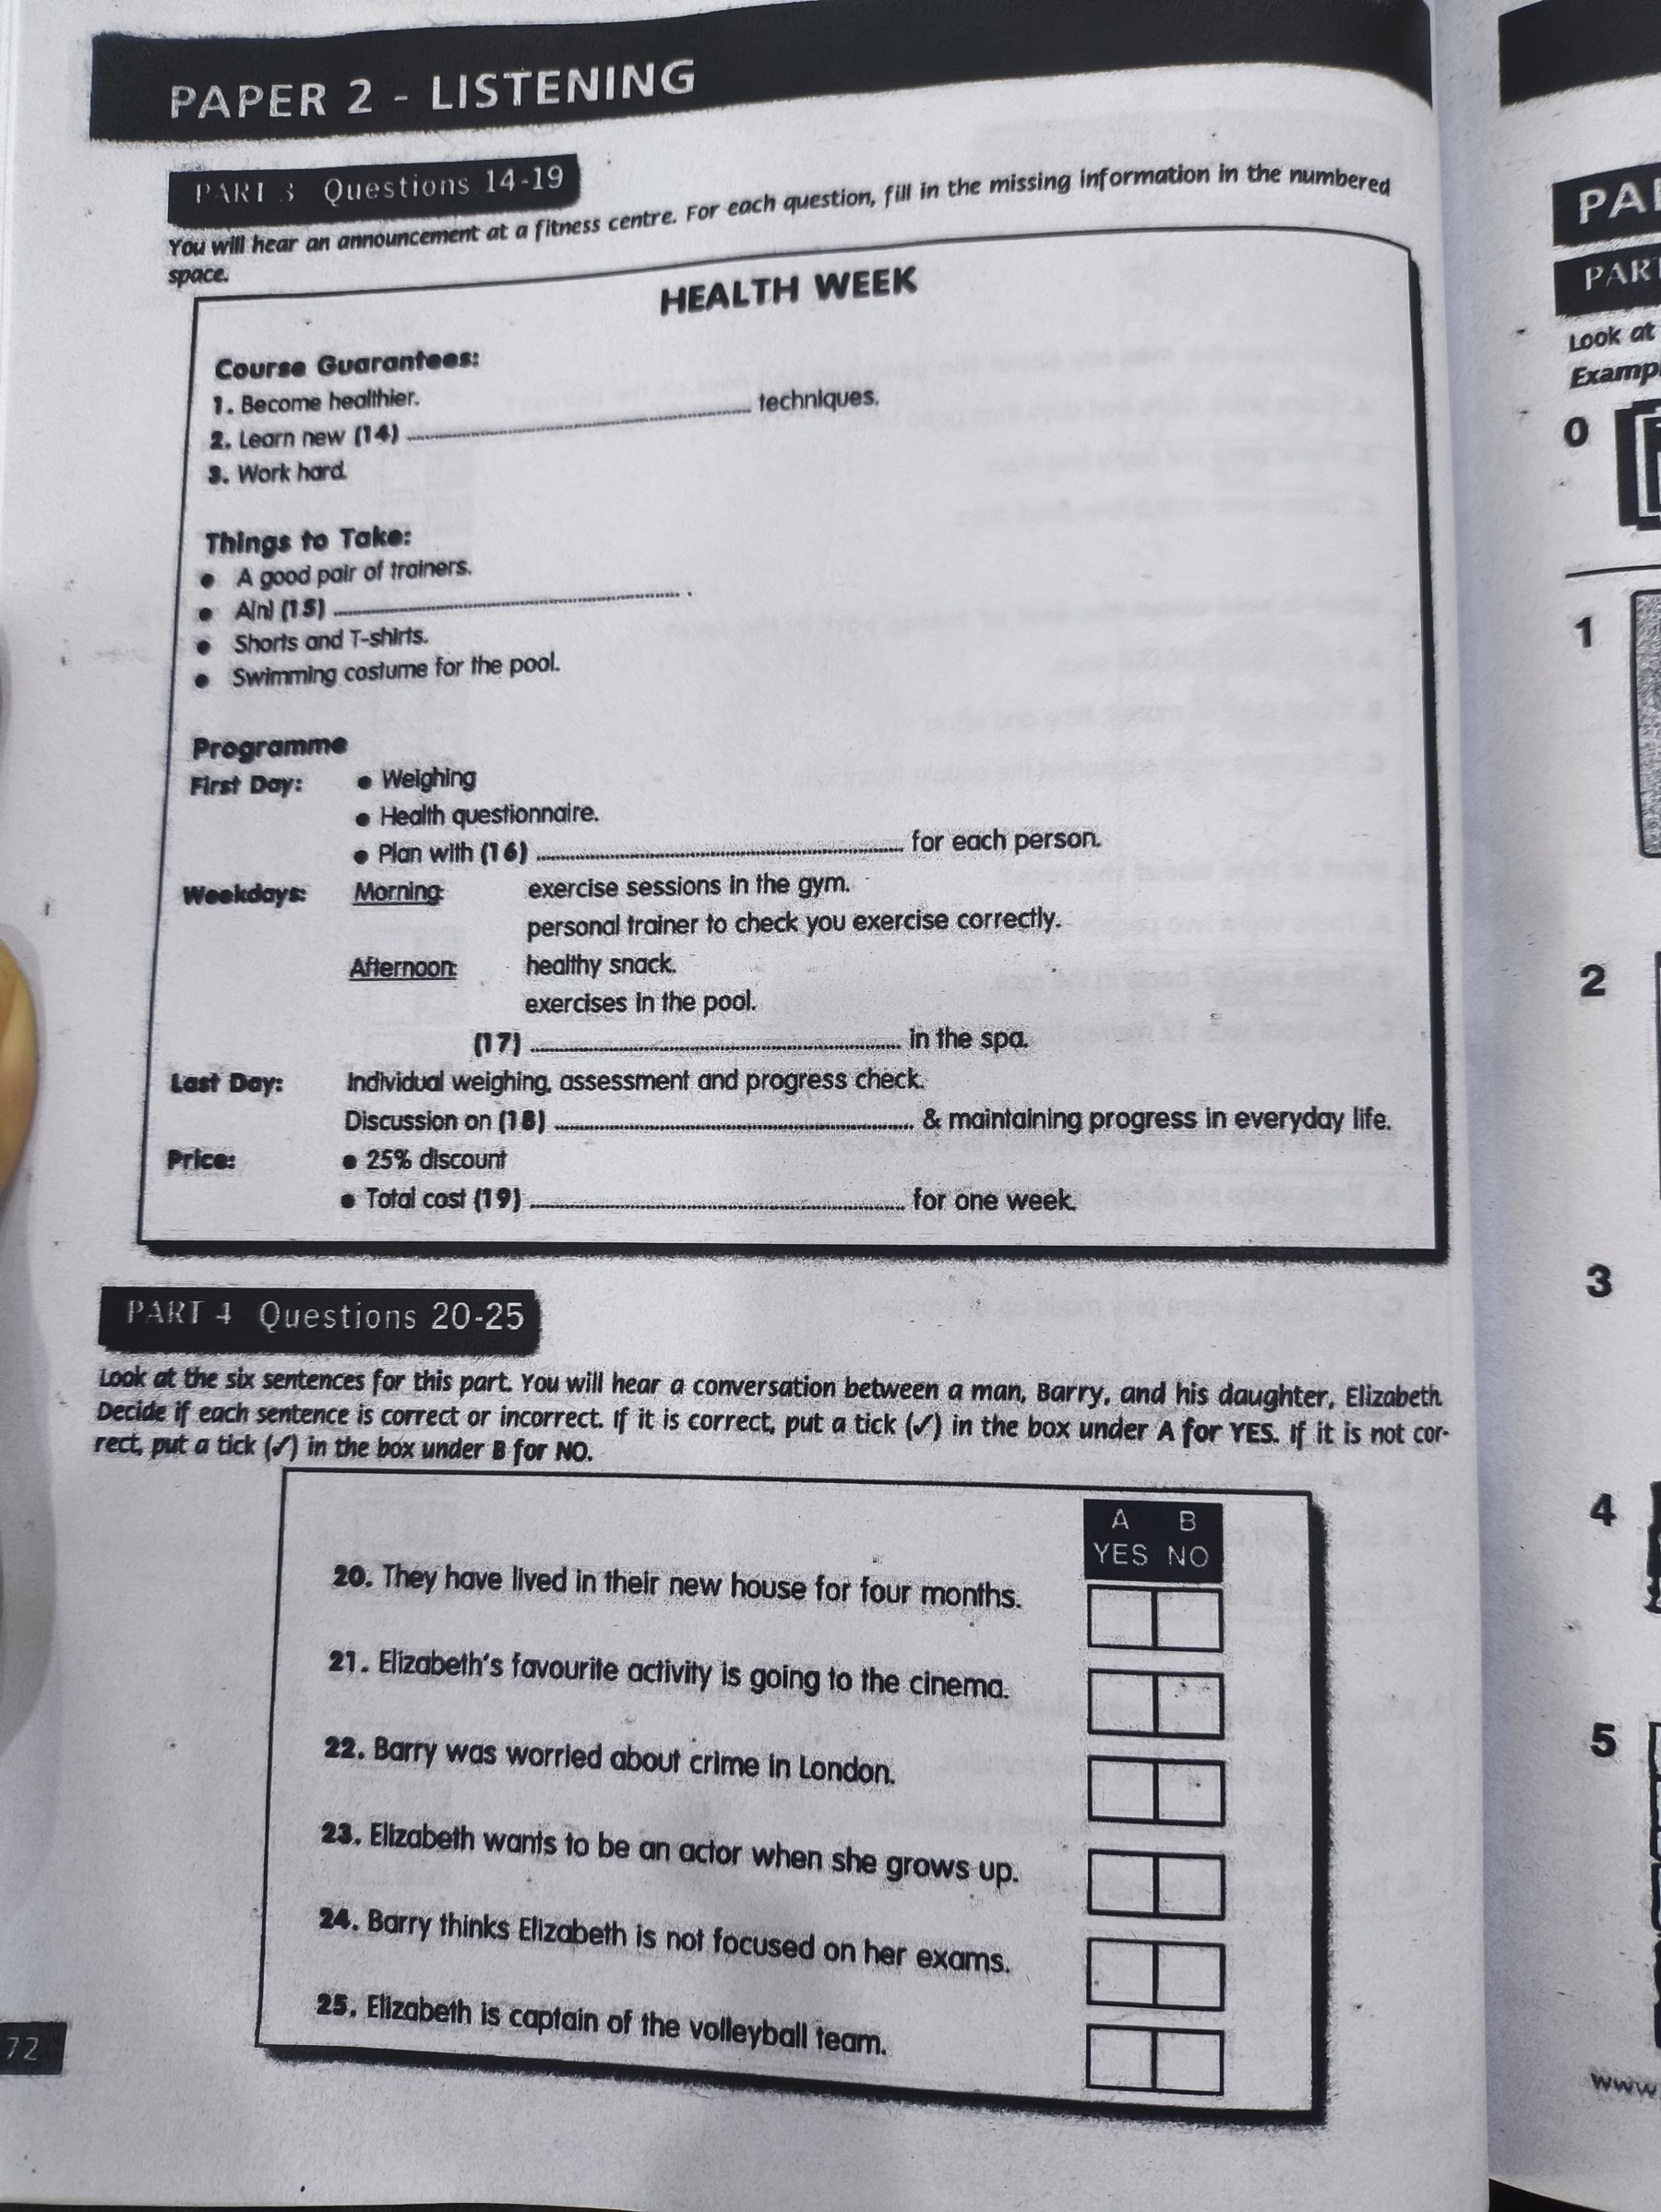 PAPER 2 - LISTENING
PART 3 Questions 14-19
You will hear an announcement at a fitness centre. For each question, fill in the missing information in the numbered
space.
HEALTH WEEK
Course Guarantees:
1. Become healthier.
2. Learn new (14) ........................ techniques.
3. Work hard.
Things to Take:
• A good pair of trainers.
• A(n) (15) ........................ .
• Shorts and T-shirts.
• Swimming costume for the pool.
Programme
First Day: • Weighing
• Health questionnaire.
• Plan with (16) ........................ for each person.
Weekdays: Morning: exercise sessions in the gym.
personal trainer to check you exercise correctly.
Afternoon: healthy snack.
exercises in the pool.
(17) ........................ in the spa.
Last Day: Individual weighing, assessment and progress check.
Discussion on (18) ........................ & maintaining progress in everyday life.
Price: • 25% discount
• Total cost (19) ........................ for one week.
PART 4 Questions 20-25
Look at the six sentences for this part. You will hear a conversation between a man, Barry, and his daughter, Elizabeth.
Decide if each sentence is correct or incorrect. If it is correct, put a tick (✓) in the box under A for YES. If it is not cor-
rect, put a tick (✓) in the box under B for NO.
A B
YES NO
20. They have lived in their new house for four months.
21. Elizabeth's favourite activity is going to the cinema.
22. Barry was worried about crime in London.
23. Elizabeth wants to be an actor when she grows up.
24. Barry thinks Elizabeth is not focused on her exams.
25. Elizabeth is captain of the volleyball team.
72
Look at
0
1
2
3
4
5
www